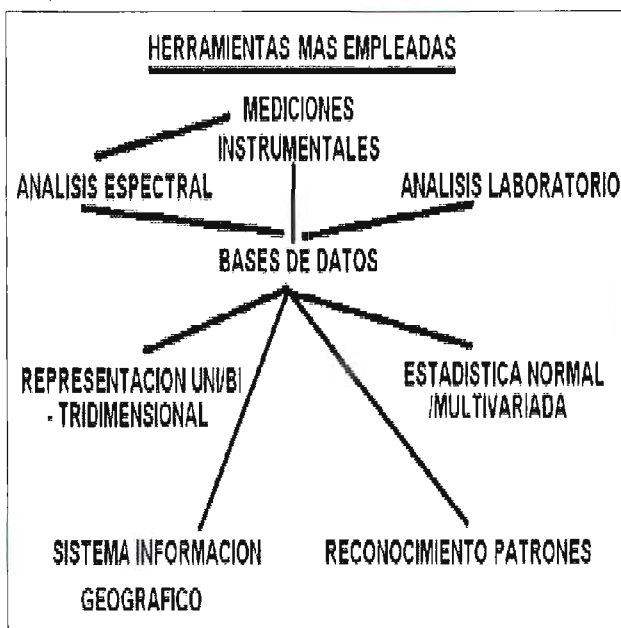 HERRAMIENTAS MAS EMPLEADAS
MEDICIONES
INSTRUMENTALES
ANALISIS ESPECTRAL
ANALISIS LABORATORIO
BASES DE DATOS
REPRESENTACION UNI/BI
- TRIDIMENSIONAL
ESTADISTICA NORMAL
/MULTIVARIADA
SISTEMA INFORMACION
GEOGRAFICO
RECONOCIMIENTO PATRONES